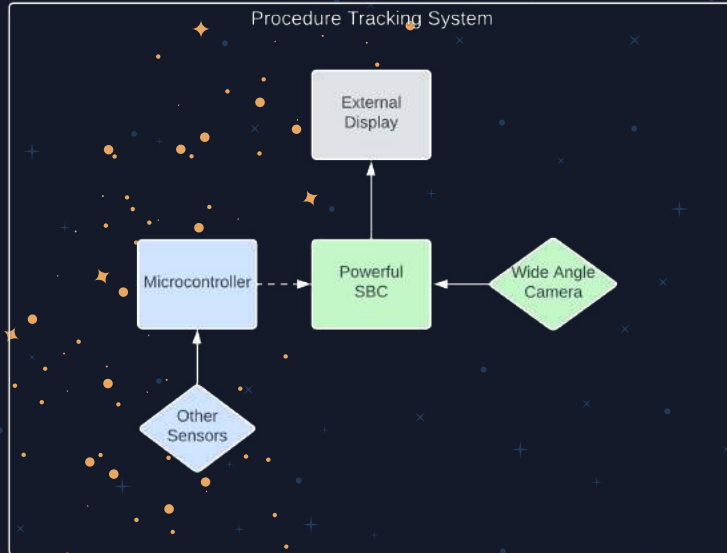 Procedure Tracking System
External
Display
Microcontroller
Powerful
SBC
Wide Angle
Camera
Other
Sensors